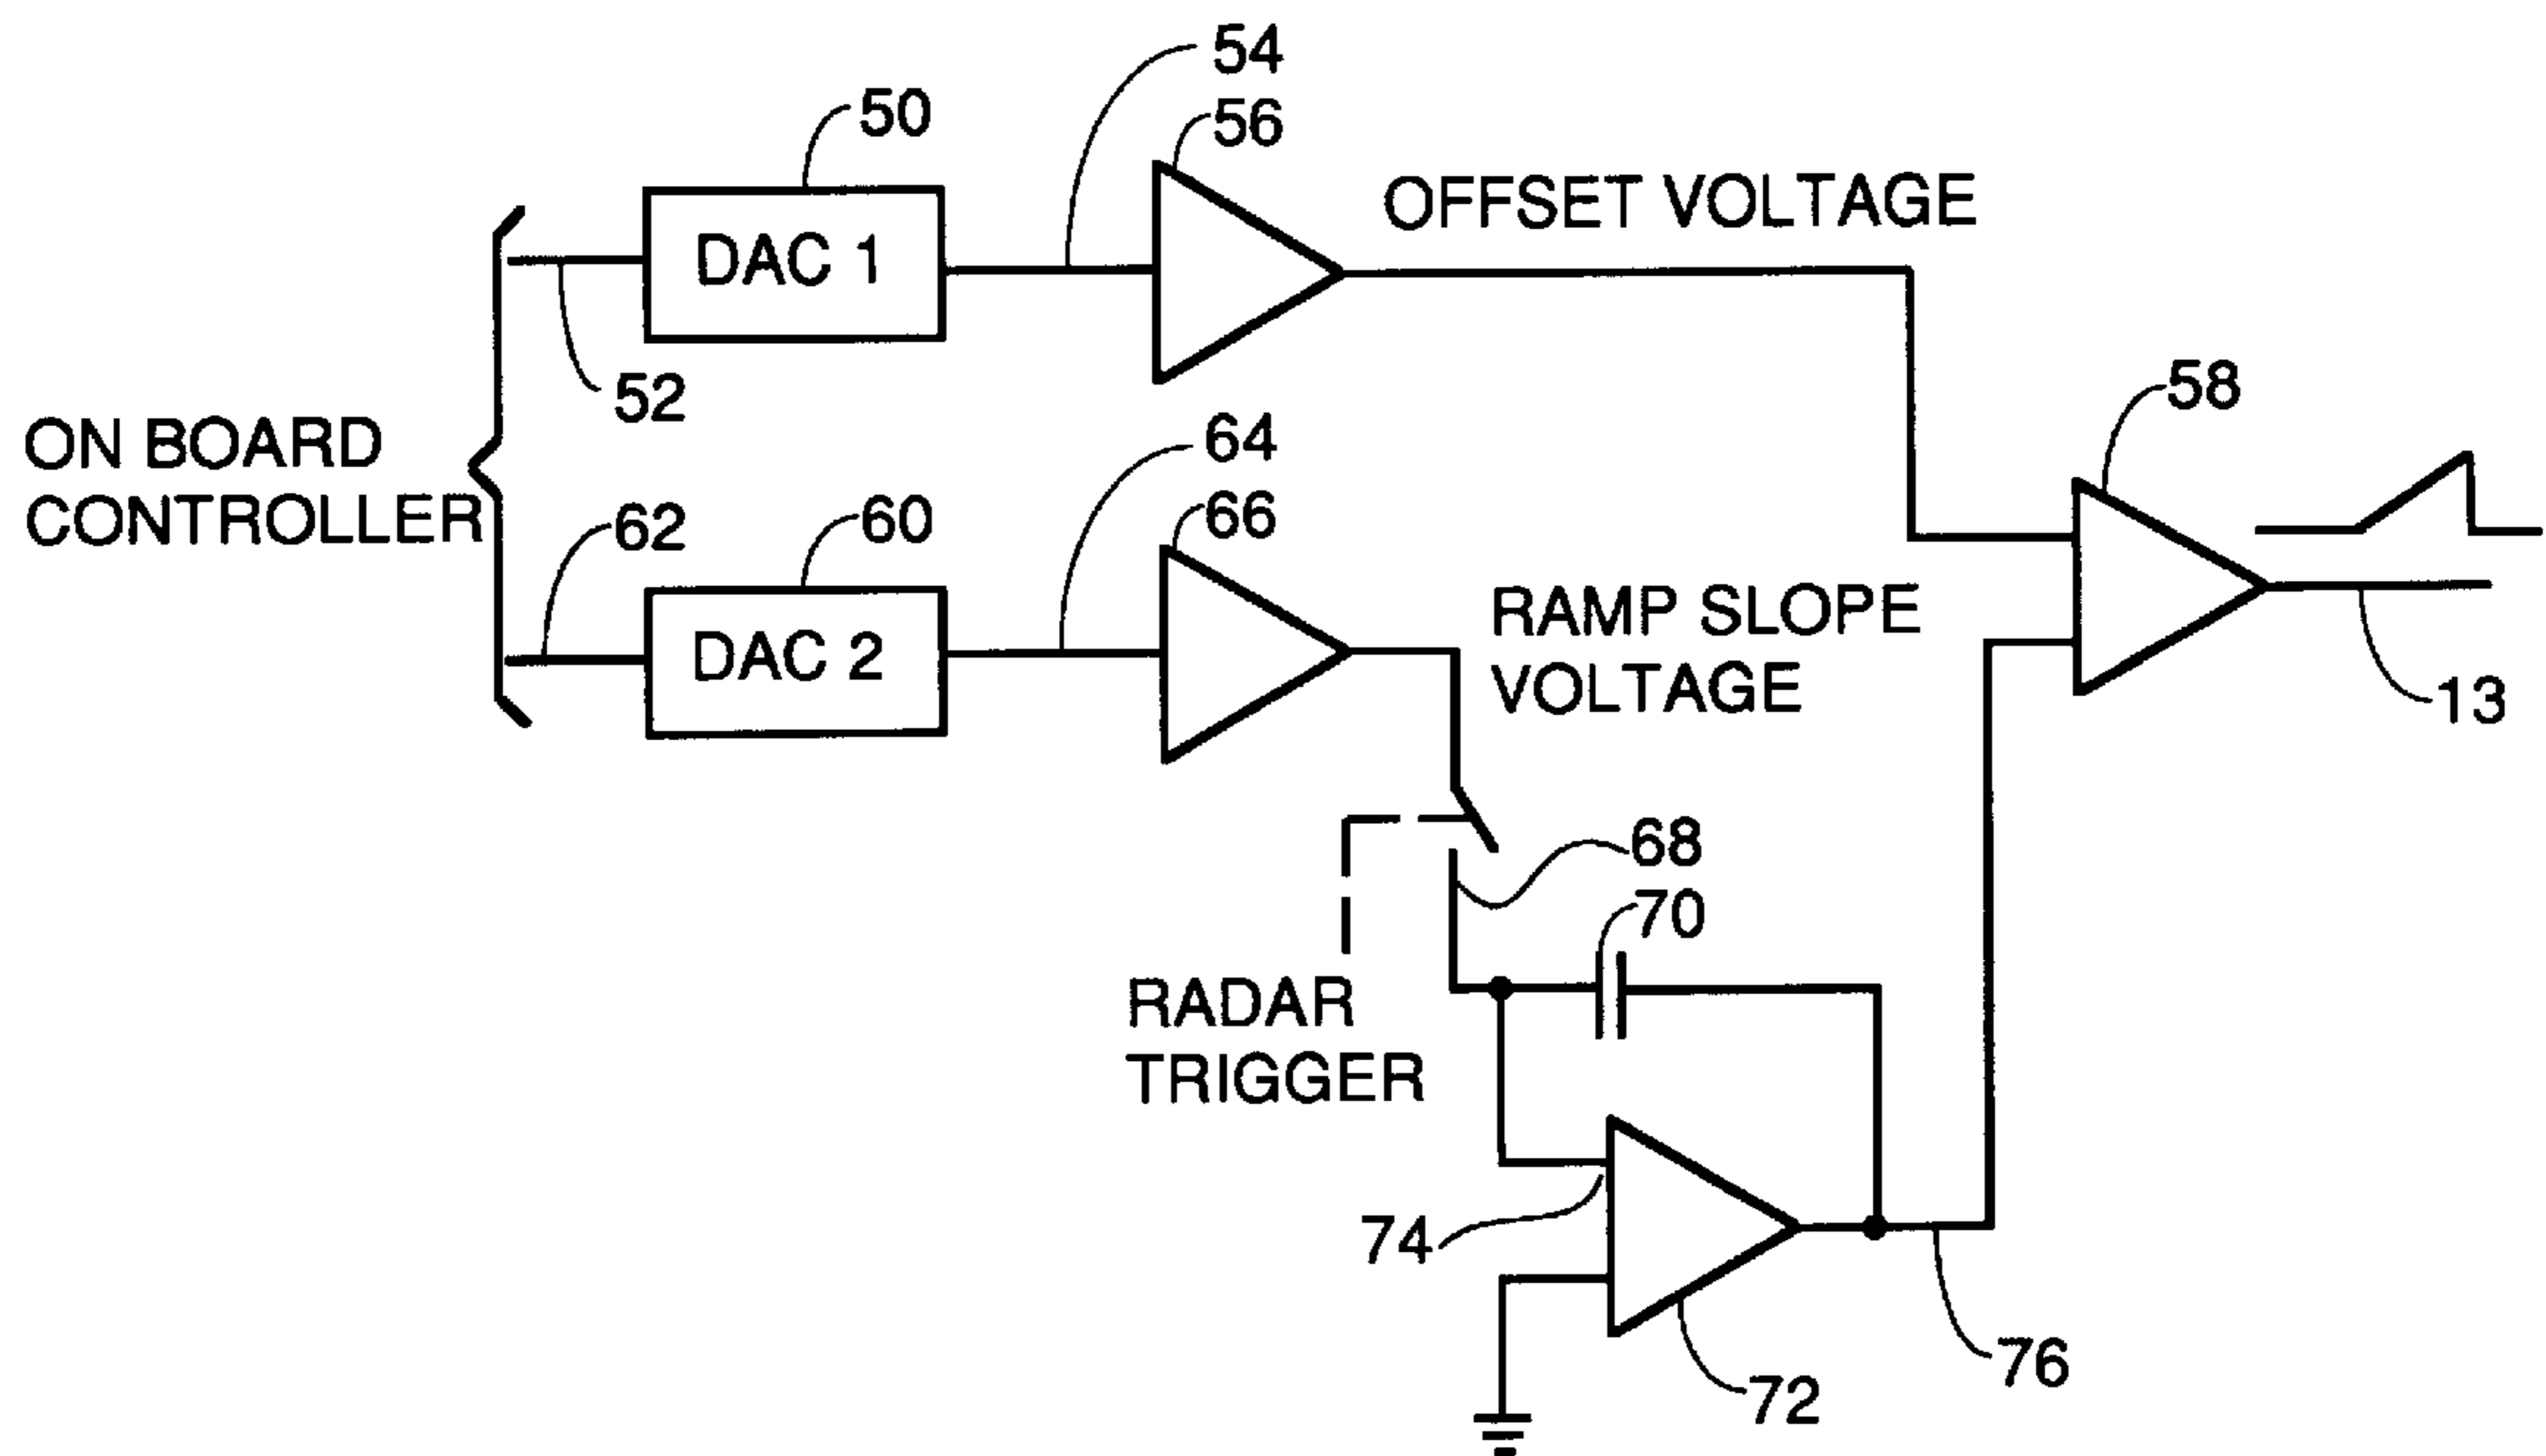 54
50
56
OFFSET VOLTAGE
DAC 1
52
58
ON BOARD
CONTROLLER
64
66
62
60
RAMP SLOPE
VOLTAGE
DAC 2
13
68
70
RADAR
TRIGGER
74
76
72